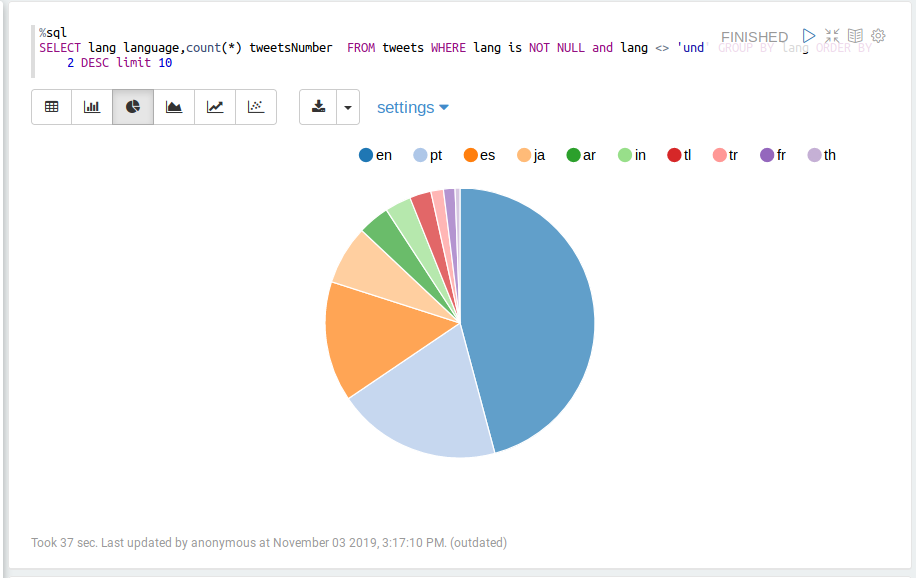 %sql
SELECT lang language,count(*) tweetsNumber  FROM tweets WHERE lang is NOT NULL and lang <> 'und' GROUP BY lang ORDER BY
2 DESC limit 10
FINISHED
settings
en pt es ja ar in tl tr fr th
Took 37 sec. Last updated by anonymous at November 03 2019, 3:17:10 PM. (outdated)